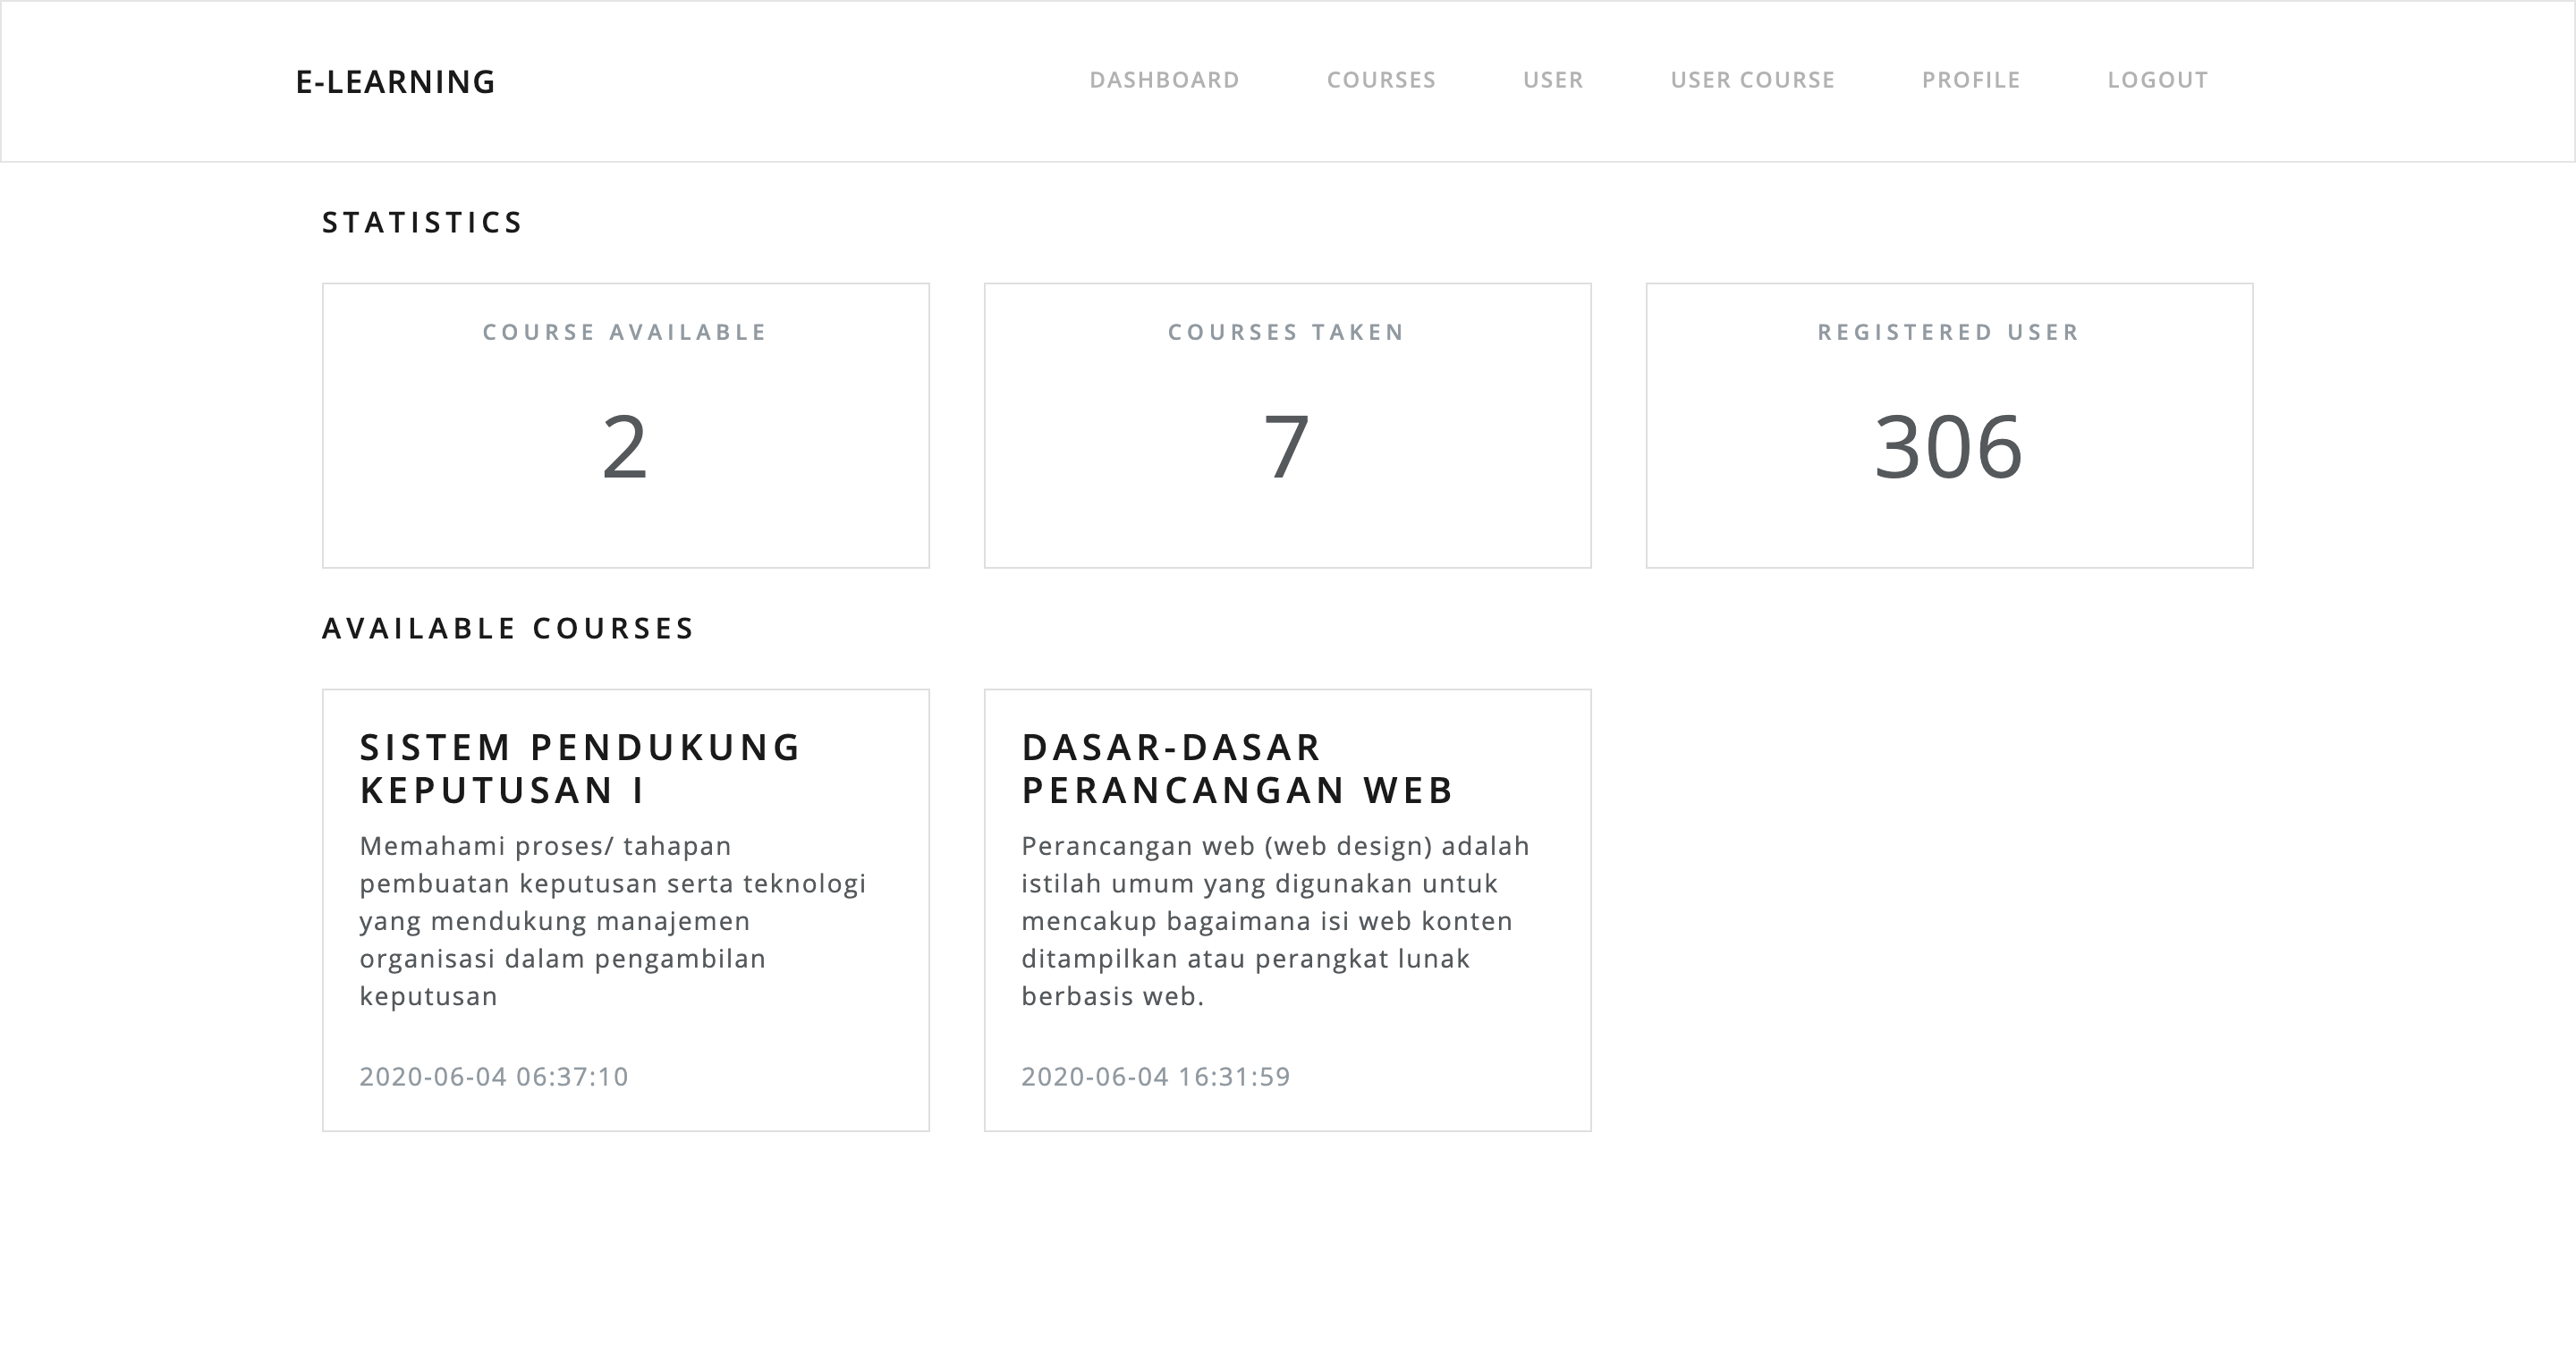 E-LEARNING
DASHBOARD COURSES USER USER COURSE PROFILE LOGOUT
STATISTICS
COURSE AVAILABLE
2
COURSES TAKEN
7
REGISTERED USER
306
AVAILABLE COURSES
SISTEM PENDUKUNG
KEPUTUSAN I
Memahami proses/ tahapan
pembuatan keputusan serta teknologi
yang mendukung manajemen
organisasi dalam pengambilan
keputusan
2020-06-04 06:37:10
DASAR-DASAR
PERANCANGAN WEB
Perancangan web (web design) adalah
istilah umum yang digunakan untuk
mencakup bagaimana isi web konten
ditampilkan atau perangkat lunak
berbasis web.
2020-06-04 16:31:59